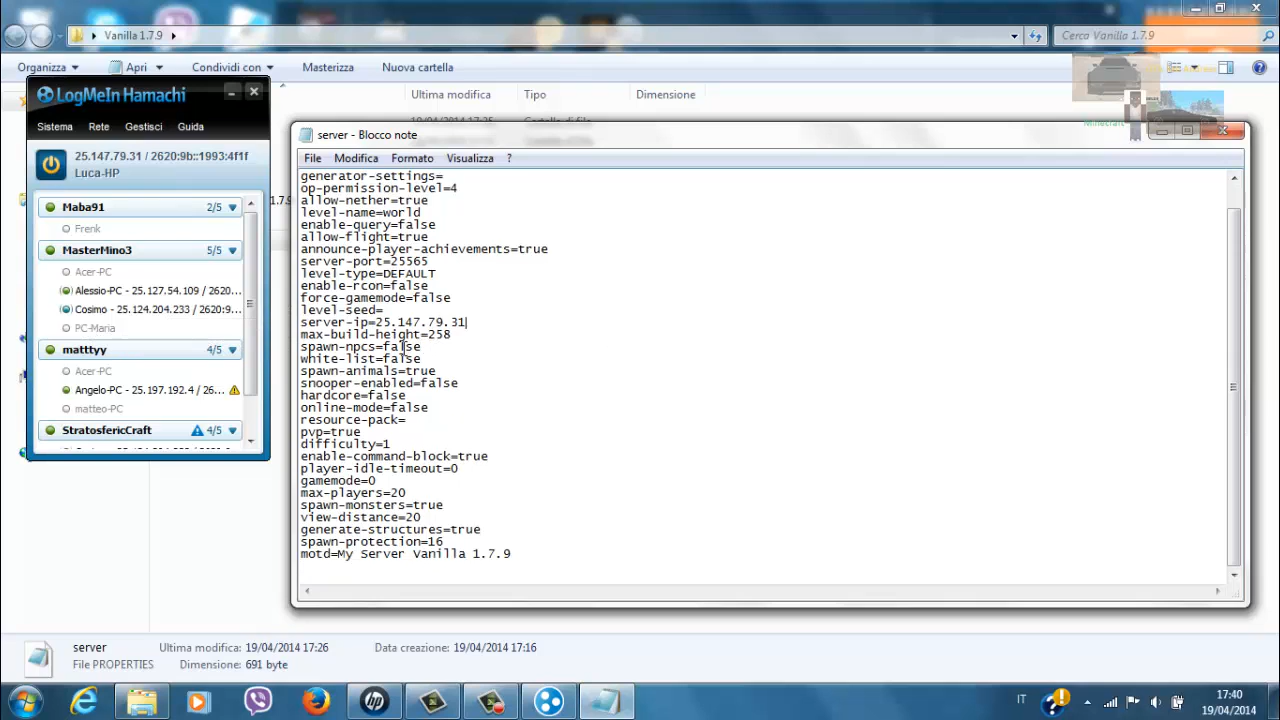 Vanilla 1.7.9
Cerca Vanilla 1.7.9
Organizza
Apri
Condividi con
Masterizza
Nuova cartella
Ultima modifica
Tipo
Dimensione
LogMeIn Hamachi
Sistema
Rete
Gestisci
Guida
25.147.79.31 / 2620:9b::1993:4f1f
Luca-HP
Maba91
2/5
Frenk
MasterMino3
5/5
Acer-PC
Alessio-PC - 25.127.54.109 / 2620...
Cosimo - 25.124.204.233 / 2620:9...
PC-Maria
matttyy
4/5
Acer-PC
Angelo-PC - 25.197.192.4 / 26...
matteo-PC
StratosfericCraft
4/5
Minecraft
server - Blocco note
File
Modifica
Formato
Visualizza
?
generator-settings=
op-permission-level=4
allow-nether=true
level-name=world
enable-query=false
allow-flight=true
announce-player-achievements=true
server-port=25565
level-type=DEFAULT
enable-rcon=false
force-gamemode=false
level-seed=
server-ip=25.147.79.31
max-build-height=258
spawn-npcs=false
white-list=false
spawn-animals=true
snooper-enabled=false
hardcore=false
online-mode=false
resource-pack=
pvp=true
difficulty=1
enable-command-block=true
player-idle-timeout=0
gamemode=0
max-players=20
spawn-monsters=true
view-distance=20
generate-structures=true
spawn-protection=16
motd=My Server Vanilla 1.7.9
server
Ultima modifica: 19/04/2014 17:26
Data creazione: 19/04/2014 17:16
File PROPERTIES
Dimensione: 691 byte
hp
IT
17:40
19/04/2014